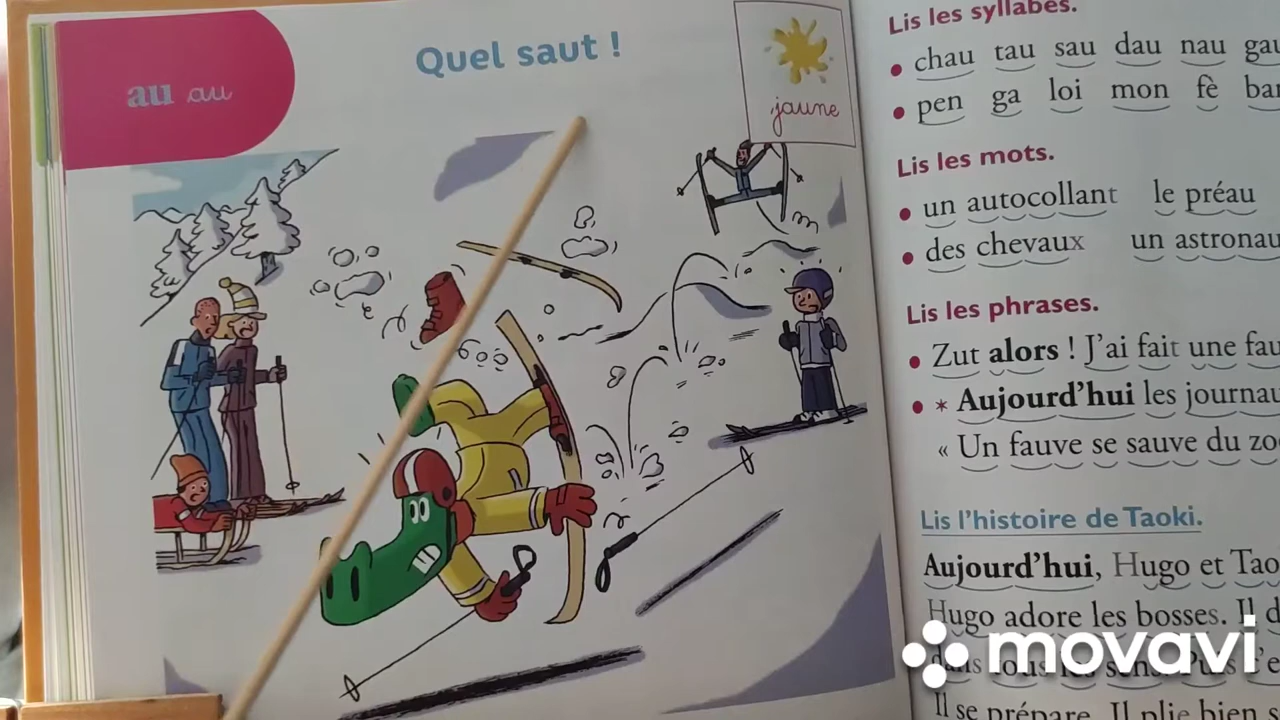 au au
Quel saut !
jaune
Lis les syllabes.
• chau tau sau dau nau
• pen ga loi mon fè
Lis les mots.
• un autocollant le préau
• des chevaux un
Lis les phrases.
• Zut alors ! J'ai fait une
• * Aujourd'hui les
« Un fauve se sauve du
Lis l'histoire de Taoki.
Aujourd'hui, Hugo et
Hugo adore les bosses. Il
movavi
Il se prépare. Il plie bien